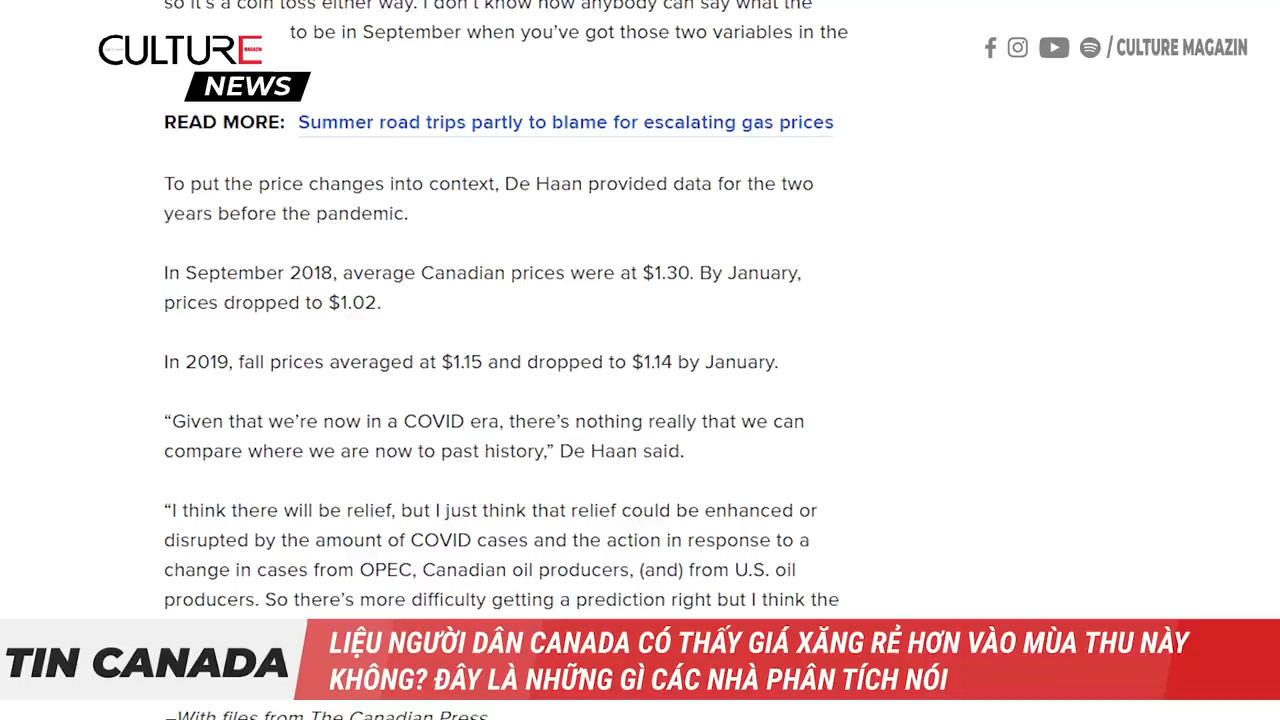 so it's a coin toss either way. I don't know how anybody can say what the
to be in September when you've got those two variables in the
CULTURE MAGAZIN
NEWS
/ CULTURE MAGAZIN
READ MORE: Summer road trips partly to blame for escalating gas prices
To put the price changes into context, De Haan provided data for the two
years before the pandemic.
In September 2018, average Canadian prices were at $1.30. By January,
prices dropped to $1.02.
In 2019, fall prices averaged at $1.15 and dropped to $1.14 by January.
“Given that we’re now in a COVID era, there’s nothing really that we can
compare where we are now to past history,” De Haan said.
“I think there will be relief, but I just think that relief could be enhanced or
disrupted by the amount of COVID cases and the action in response to a
change in cases from OPEC, Canadian oil producers, (and) from U.S. oil
producers. So there’s more difficulty getting a prediction right but I think the
TIN CANADA
LIỆU NGƯỜI DÂN CANADA CÓ THẤY GIÁ XĂNG RẺ HƠN VÀO MÙA THU NÀY
KHÔNG? ĐÂY LÀ NHỮNG GÌ CÁC NHÀ PHÂN TÍCH NÓI
–With files from The Canadian Press